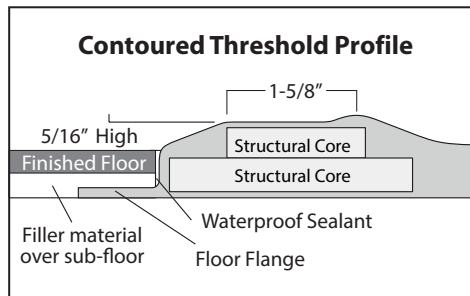 Contoured Threshold Profile
1-5/8”
5/16” High
Finished Floor
Structural Core
Structural Core
Waterproof Sealant
Filler material
over sub-floor
Floor Flange